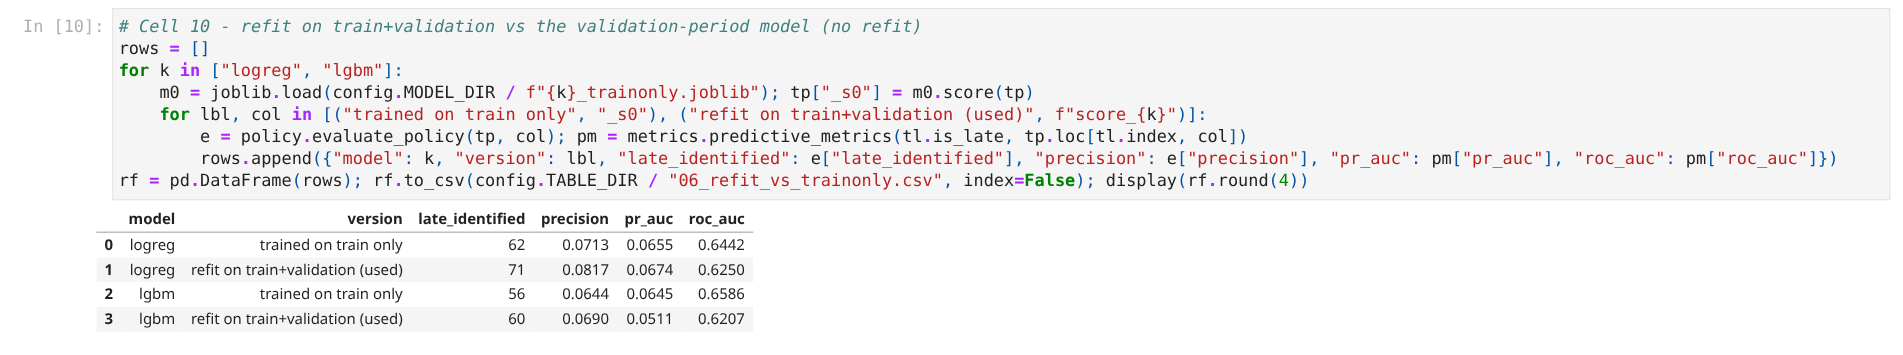 In [10]: # Cell 10 - refit on train+validation vs the validation-period model (no refit)
rows = []
for k in ["logreg", "lgbm"]:
    m0 = joblib.load(config.MODEL_DIR / f"{k}_trainonly.joblib"); tp["_s0"] = m0.score(tp)
    for lbl, col in [("trained on train only", "_s0"), ("refit on train+validation (used)", f"score_{k}")]:
        e = policy.evaluate_policy(tp, col); pm = metrics.predictive_metrics(tl.is_late, tp.loc[tl.index, col])
        rows.append({"model": k, "version": lbl, "late_identified": e["late_identified"], "precision": e["precision"], "pr_auc": pm["pr_auc"], "roc_auc": pm["roc_auc"]})
rf = pd.DataFrame(rows); rf.to_csv(config.TABLE_DIR / "06_refit_vs_trainonly.csv", index=False); display(rf.round(4))
model version late_identified precision pr_auc roc_auc
0 logreg trained on train only 62 0.0713 0.0655 0.6442
1 logreg refit on train+validation (used) 71 0.0817 0.0674 0.6250
2 lgbm trained on train only 56 0.0644 0.0645 0.6586
3 lgbm refit on train+validation (used) 60 0.0690 0.0511 0.6207